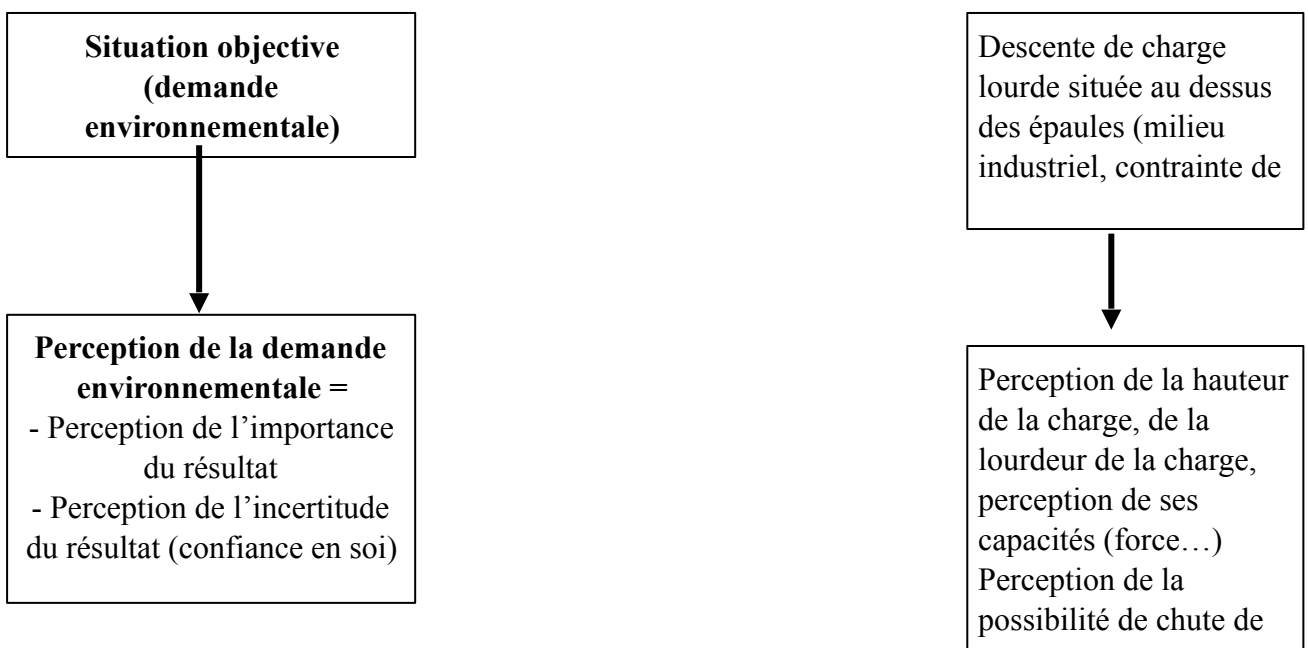 Situation objective
(demande
environnementale)
Perception de la demande
environnementale =
- Perception de l’importance
du résultat
- Perception de l’incertitude
du résultat (confiance en soi)
Descente de charge
lourde située au dessus
des épaules (milieu
industriel, contrainte de
Perception de la hauteur
de la charge, de la
lourdeur de la charge,
perception de ses
capacités (force…)
Perception de la
possibilité de chute de